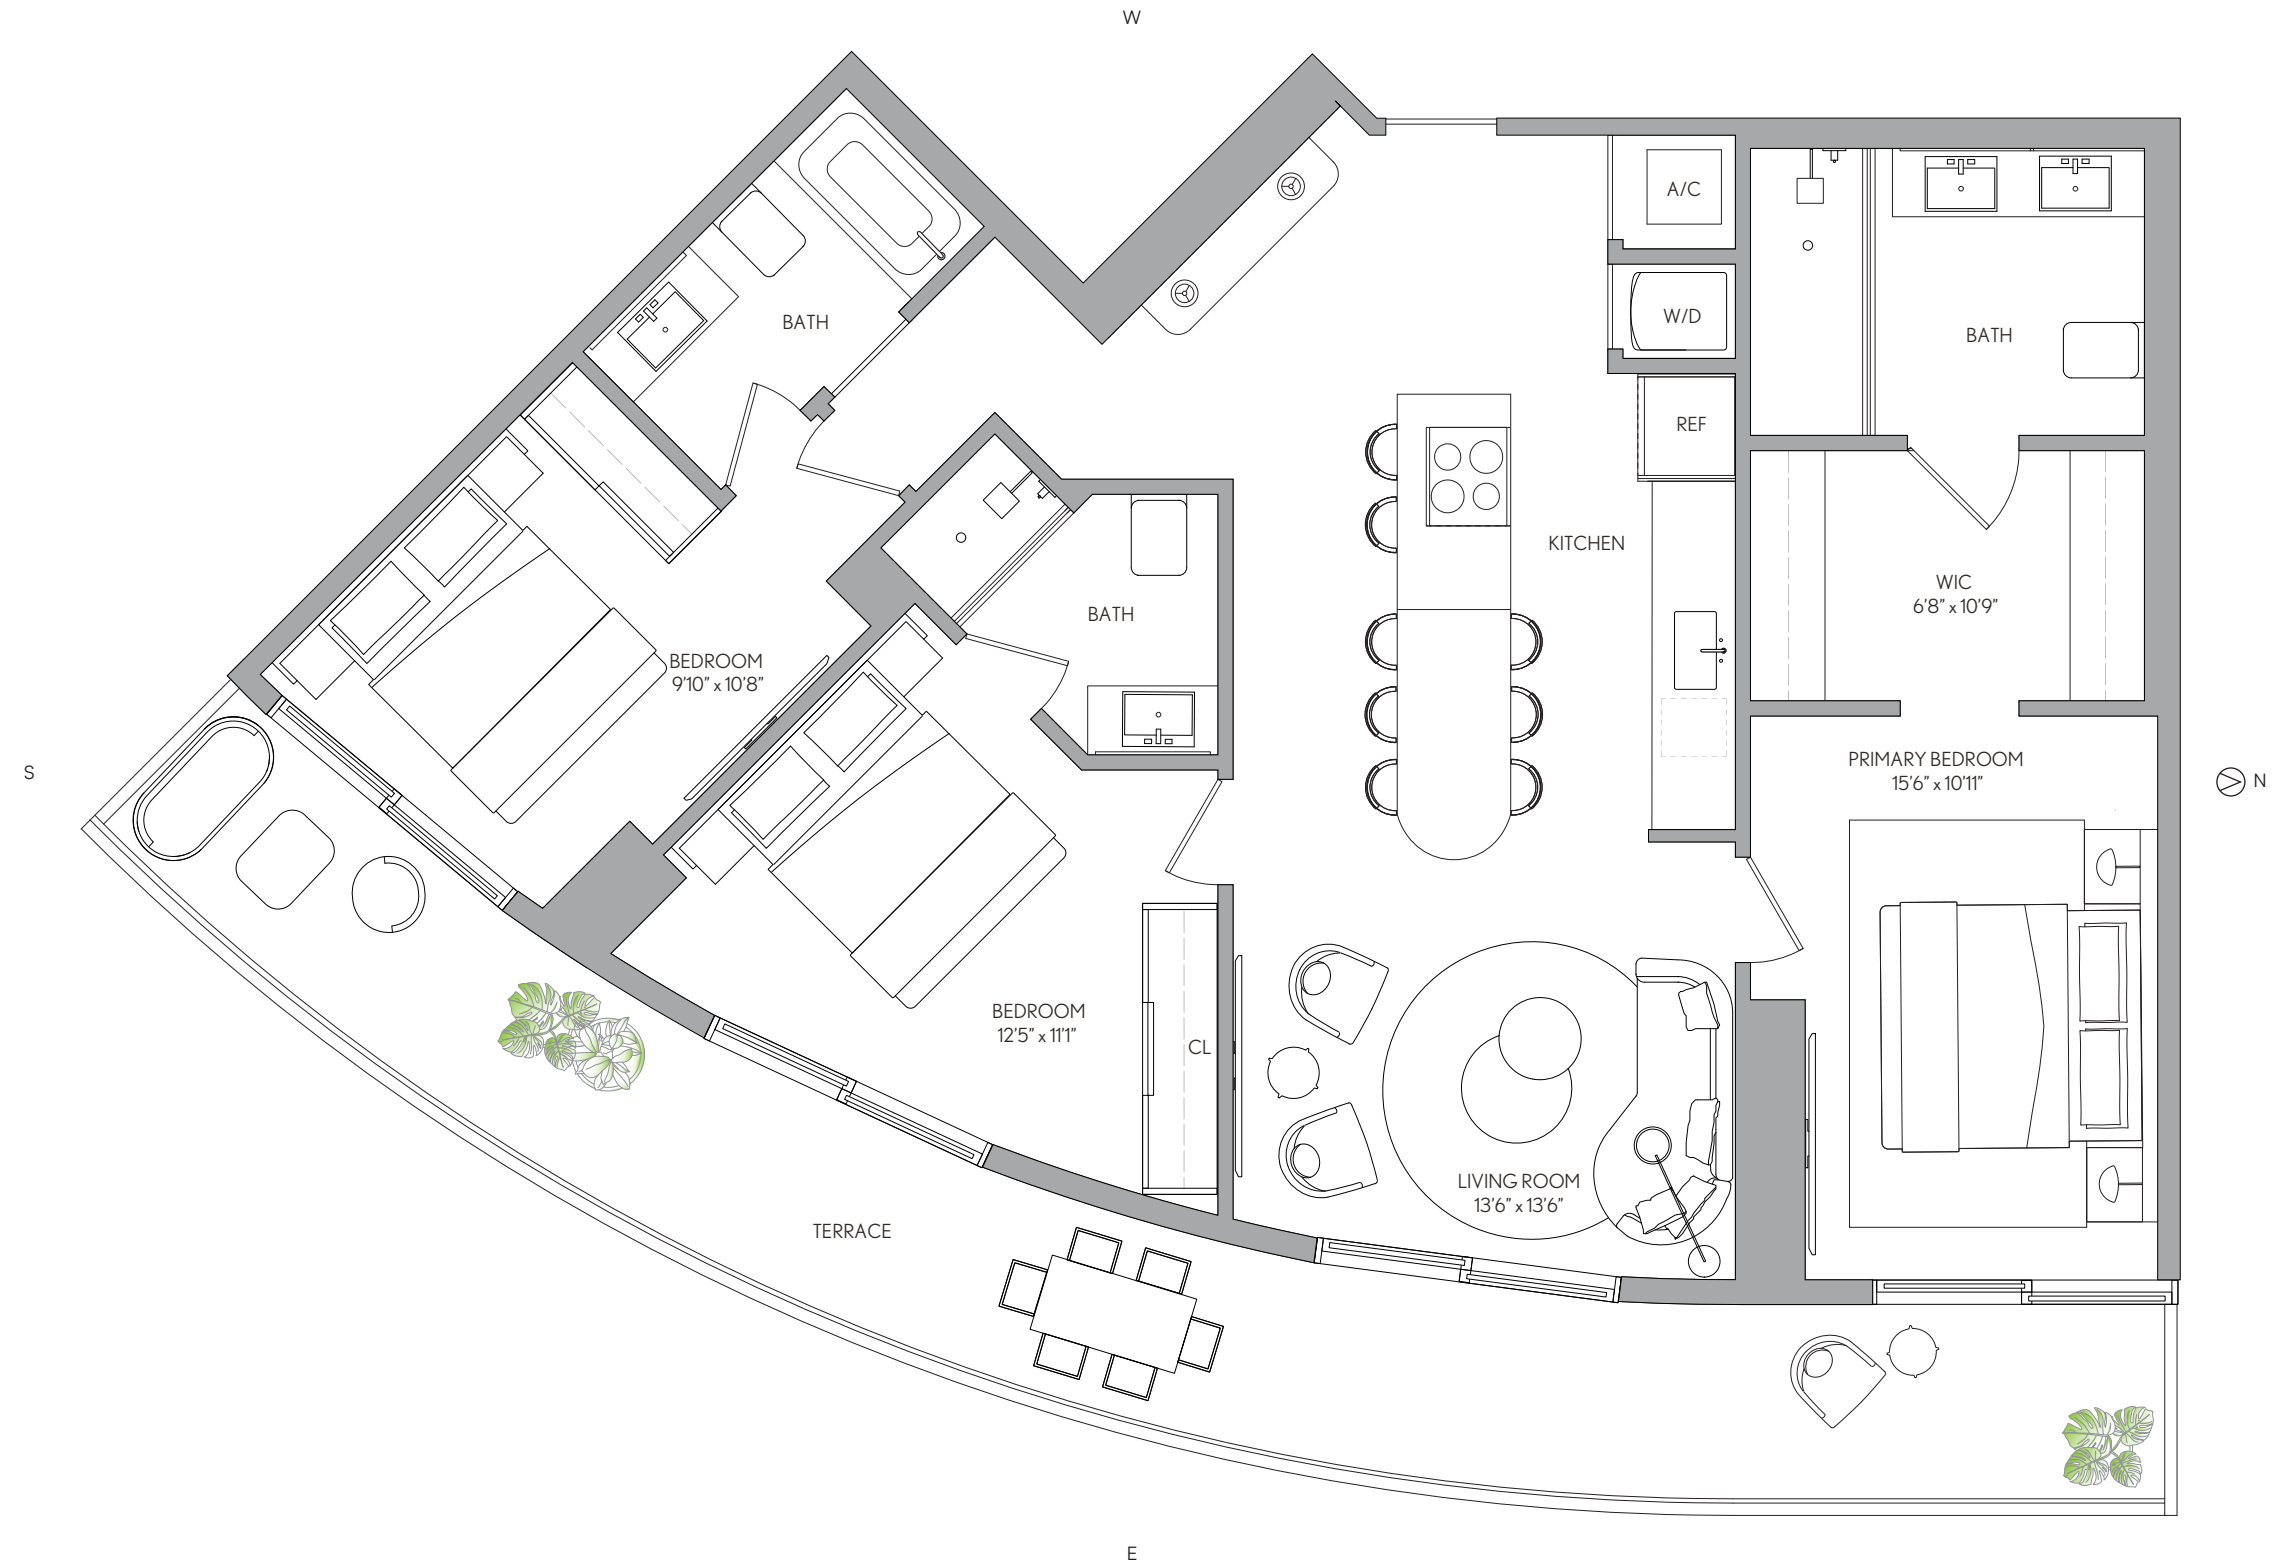 W
A/C
W/D
BATH
BATH
REF
KITCHEN
WIC
6'8" x 10'9"
BATH
BEDROOM
9'10" x 10'8"
PRIMARY BEDROOM
15'6" x 10'11"
S
N
BEDROOM
12'5" x 11'1"
CL
LIVING ROOM
13'6" x 13'6"
TERRACE
E